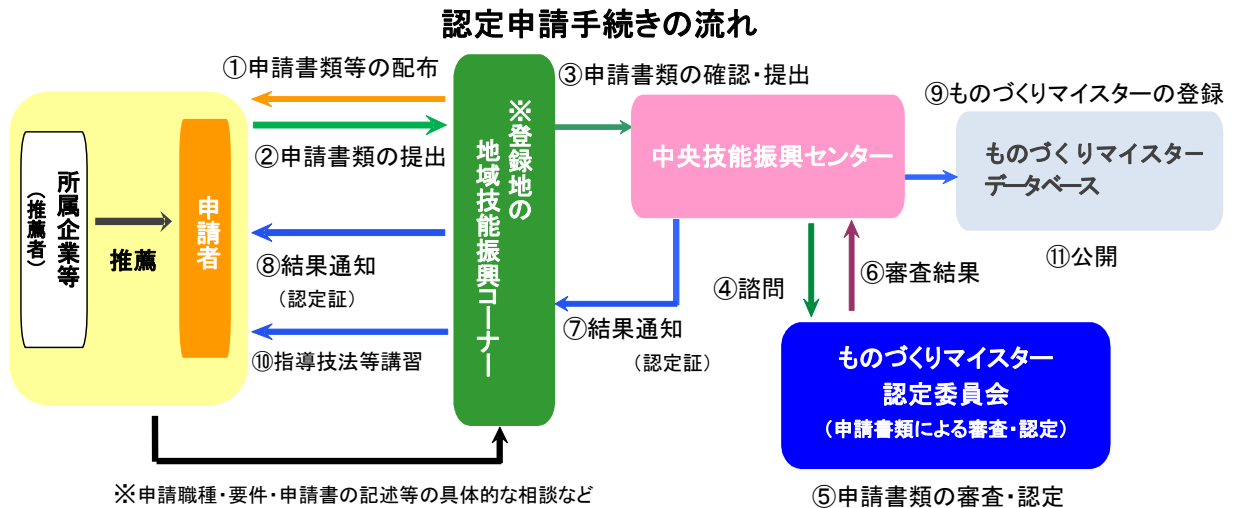 認定申請手続きの流れ
①申請書類等の配布
②申請書類の提出
所属企業等
（推薦者）
推薦
申請者
⑧結果通知
（認定証）
⑩指導技法等講習
※登録地の
地域技能振興コーナー
③申請書類の確認・提出
中央技能振興センター
⑨ものづくりマイスターの登録
ものづくりマイスター
データベース
⑪公開
④諮問
⑥審査結果
⑦結果通知
（認定証）
ものづくりマイスター
認定委員会
（申請書類による審査・認定）
⑤申請書類の審査・認定
※申請職種・要件・申請書の記述等の具体的な相談など